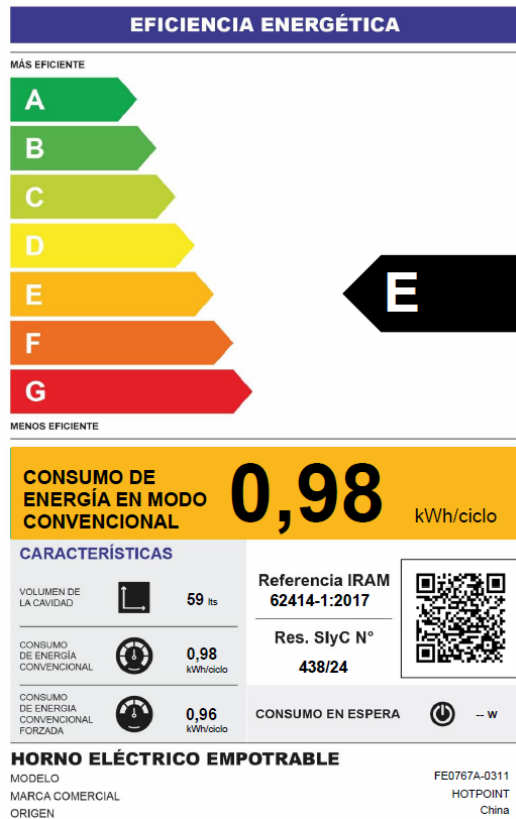 EFICIENCIA ENERGÉTICA
MÁS EFICIENTE
A
B
C
D
E
E
F
G
MENOS EFICIENTE
CONSUMO DE
ENERGÍA EN MODO
CONVENCIONAL
0,98 kWh/ciclo
CARACTERÍSTICAS
VOLUMEN DE
LA CAVIDAD
59 lts
CONSUMO
DE ENERGÍA
CONVENCIONAL
0,98
kWh/ciclo
CONSUMO
DE ENERGIA
CONVENCIONAL
FORZADA
0,96
kWh/ciclo
Referencia IRAM
62414-1:2017
Res. SIyC N°
438/24
CONSUMO EN ESPERA -- W
HORNO ELÉCTRICO EMPOTRABLE
MODELO FE0767A-0311
MARCA COMERCIAL HOTPOINT
ORIGEN China